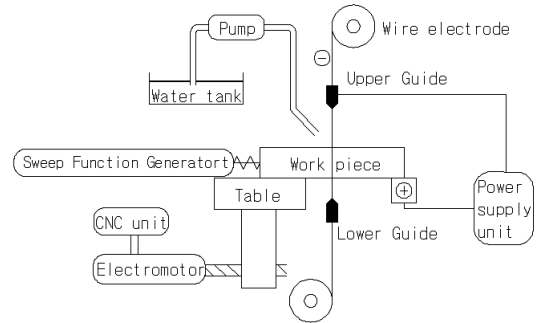 Pump
Wire electrode
⊖
Upper Guide
Water tank
Sweep Function Generatort
Work piece
Table
⊕
Power
supply
unit
CNC unit
Lower Guide
Electromotor